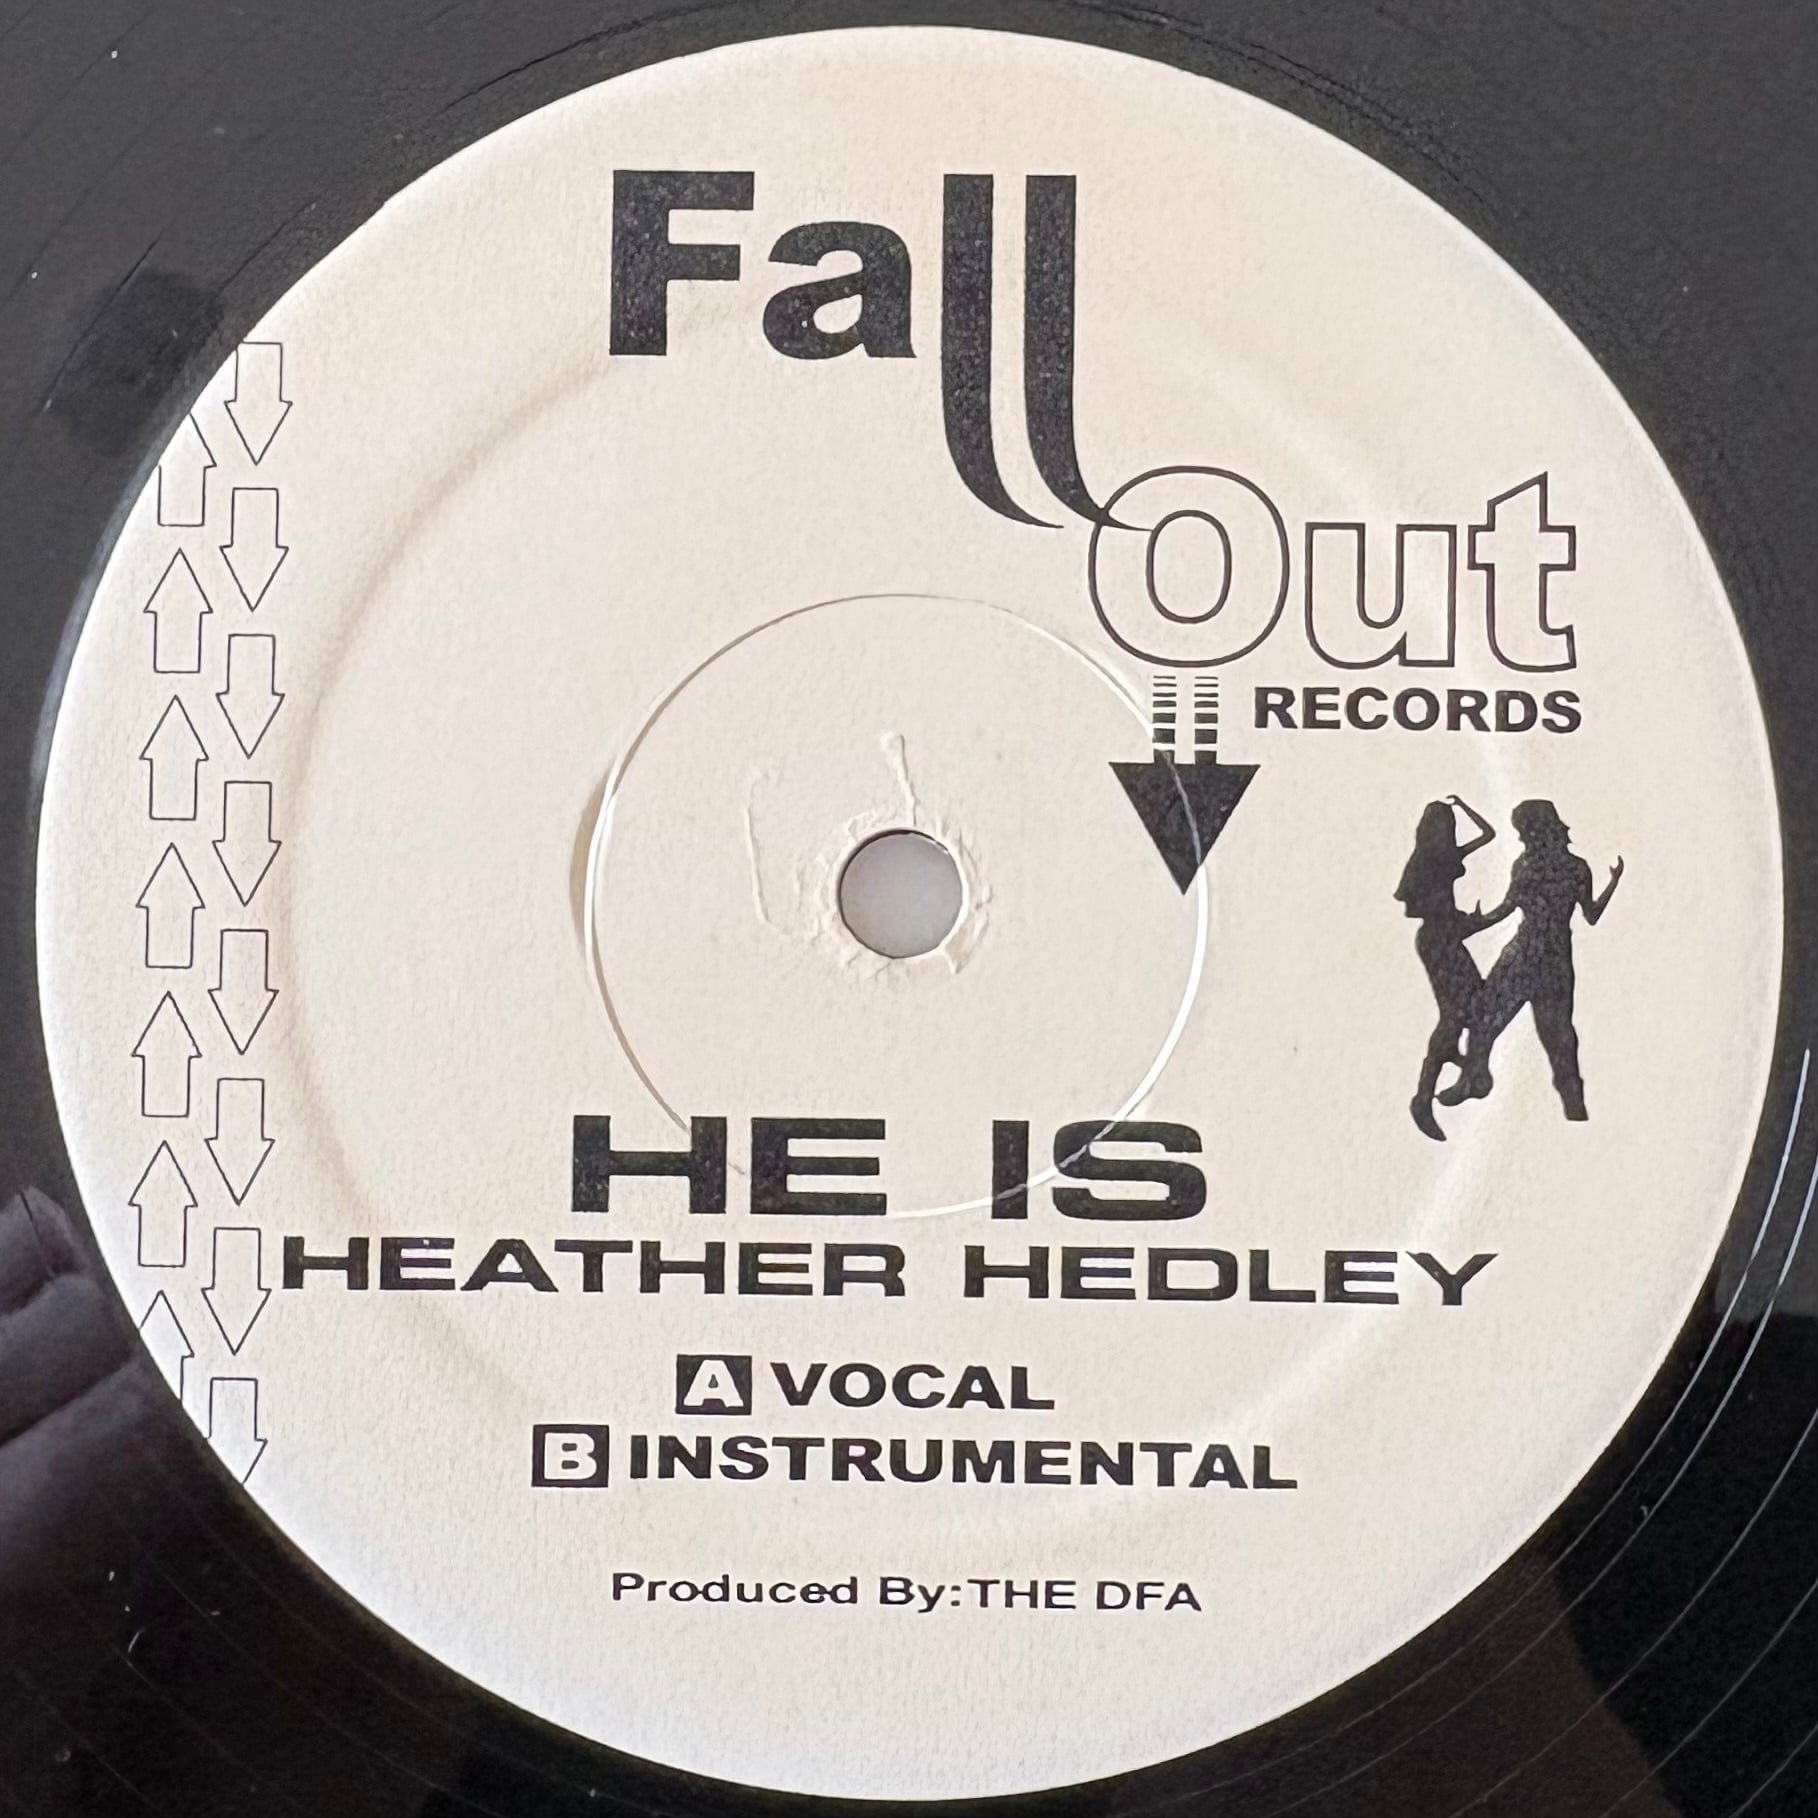 Fall
Out
RECORDS
HE IS
HEATHER HEDLEY
A VOCAL
B INSTRUMENTAL
Produced By:THE DFA